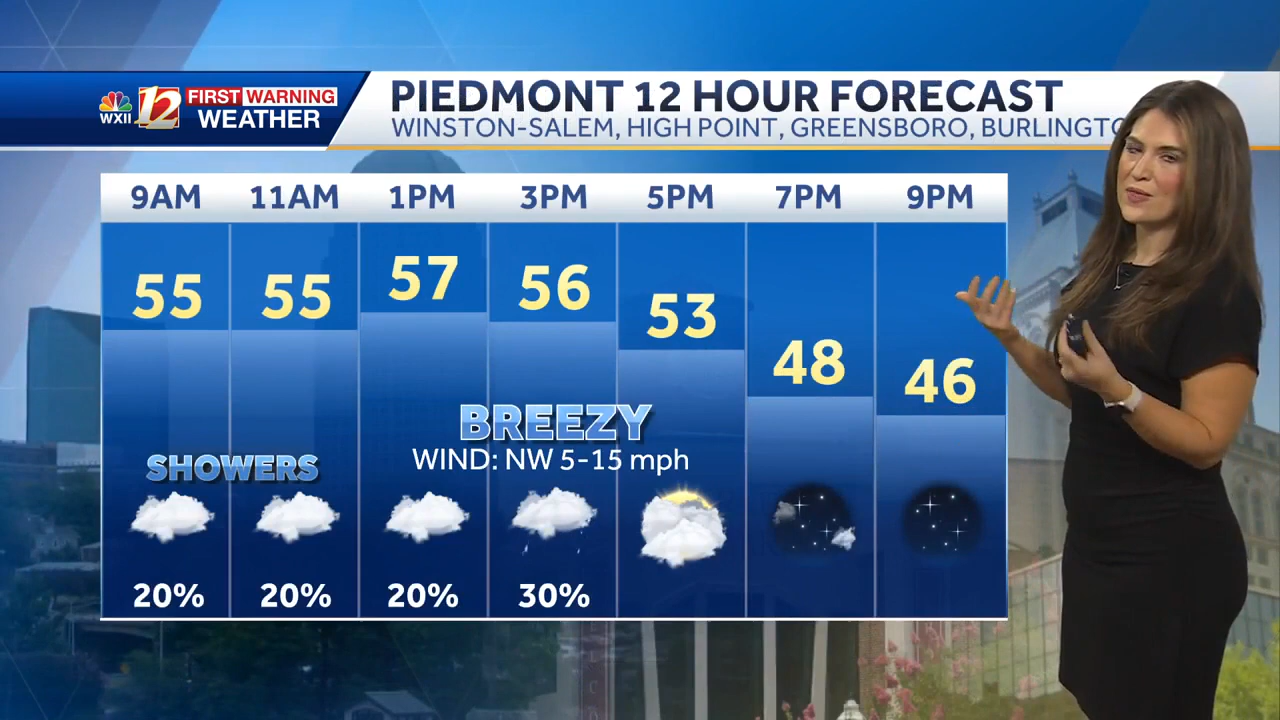 WXII 12 FIRST WARNING
WEATHER
PIEDMONT 12 HOUR FORECAST
WINSTON-SALEM, HIGH POINT, GREENSBORO,
9AM 11AM 1PM 3PM 5PM 7PM 9PM
55 55 57 56 53 48 46
BREEZY
WIND: NW 5-15 mph
SHOWERS
20% 20% 20% 30%